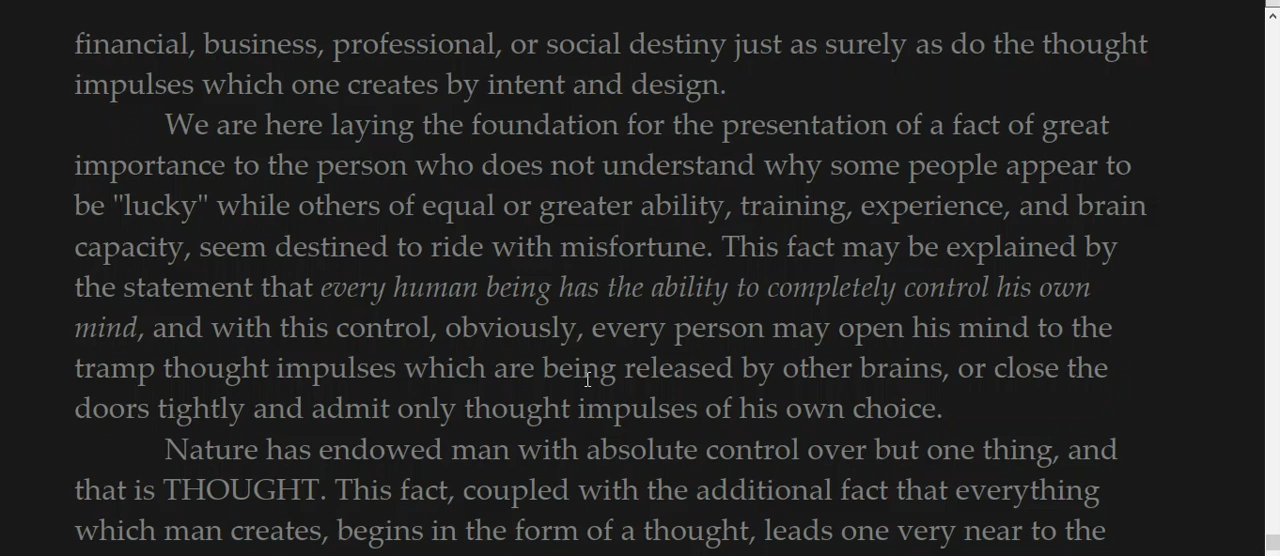 financial, business, professional, or social destiny just as surely as do the thought
impulses which one creates by intent and design.
We are here laying the foundation for the presentation of a fact of great
importance to the person who does not understand why some people appear to
be "lucky" while others of equal or greater ability, training, experience, and brain
capacity, seem destined to ride with misfortune. This fact may be explained by
the statement that every human being has the ability to completely control his own
mind, and with this control, obviously, every person may open his mind to the
tramp thought impulses which are being released by other brains, or close the
doors tightly and admit only thought impulses of his own choice.
Nature has endowed man with absolute control over but one thing, and
that is THOUGHT. This fact, coupled with the additional fact that everything
which man creates, begins in the form of a thought, leads one very near to the